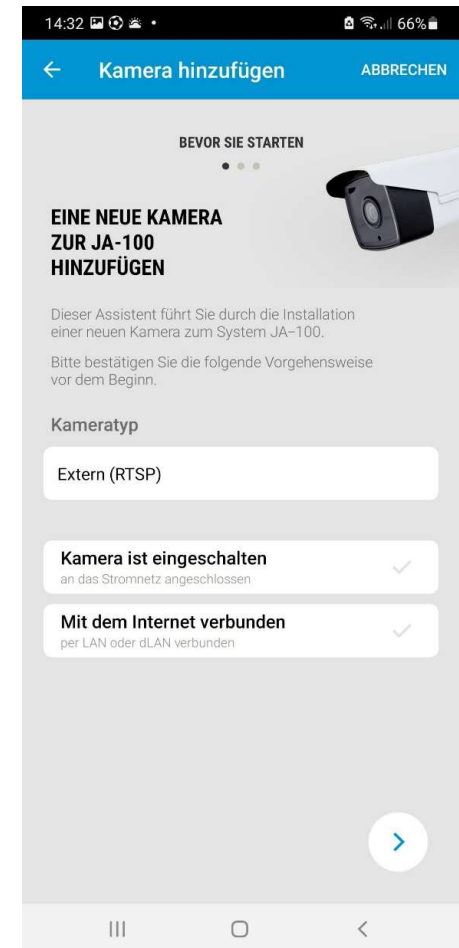 14:32
66%
Kamera hinzufügen
ABBRECHEN
BEVOR SIE STARTEN
EINE NEUE KAMERA
ZUR JA-100
HINZUFÜGEN
Dieser Assistent führt Sie durch die Installation
einer neuen Kamera zum System JA–100.
Bitte bestätigen Sie die folgende Vorgehensweise
vor dem Beginn.
Kameratyp
Extern (RTSP)
Kamera ist eingeschalten
an das Stromnetz angeschlossen
Mit dem Internet verbunden
per LAN oder dLAN verbunden